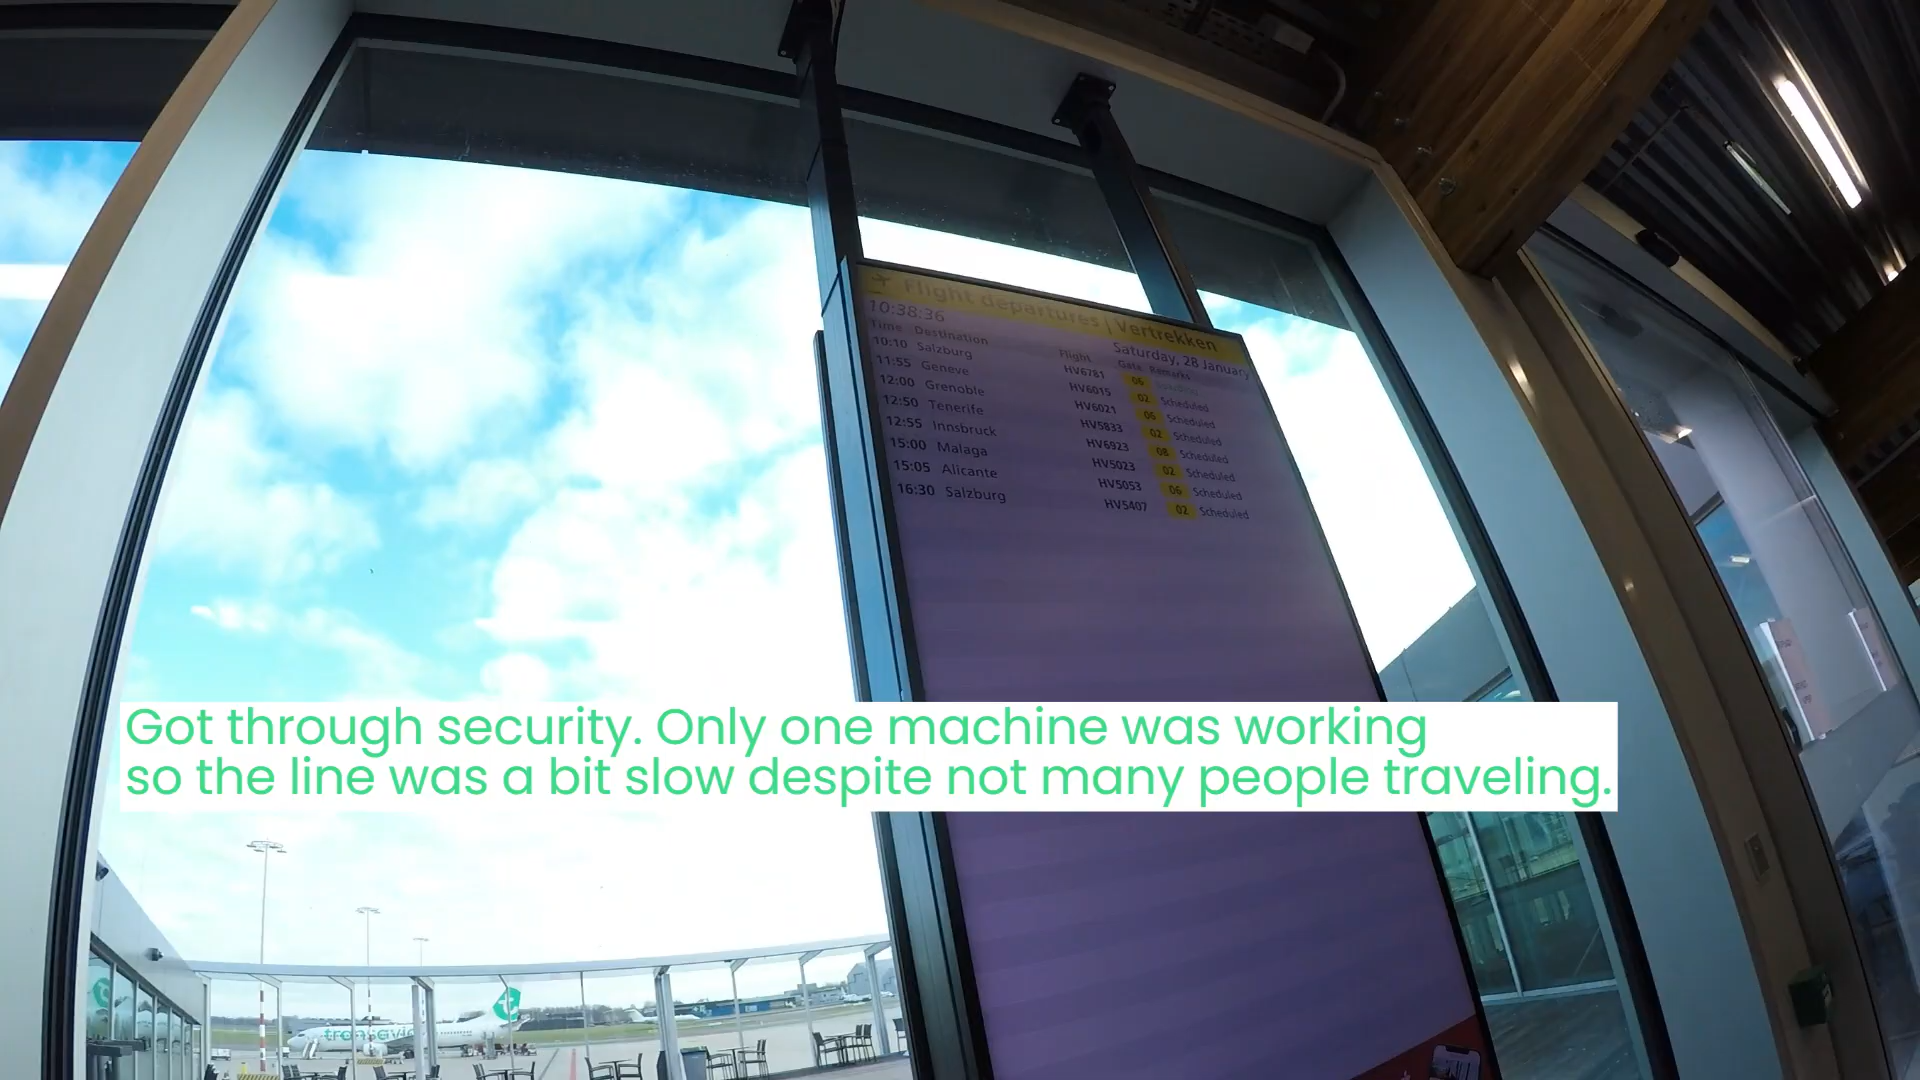 Flight departures | Vertrekken
10:38:36 Saturday, 28 January
Time Destination Flight Gate Remarks
10:10 Salzburg HV6781 06
11:55 Geneve HV6015 02 Scheduled
12:00 Grenoble HV6021 06 Scheduled
12:50 Tenerife HV5833 02 Scheduled
12:55 Innsbruck HV6923 08 Scheduled
15:00 Malaga HV5023 02 Scheduled
15:05 Alicante HV5053 06 Scheduled
16:30 Salzburg HV5407 02 Scheduled
Got through security. Only one machine was working
so the line was a bit slow despite not many people traveling.
transavia